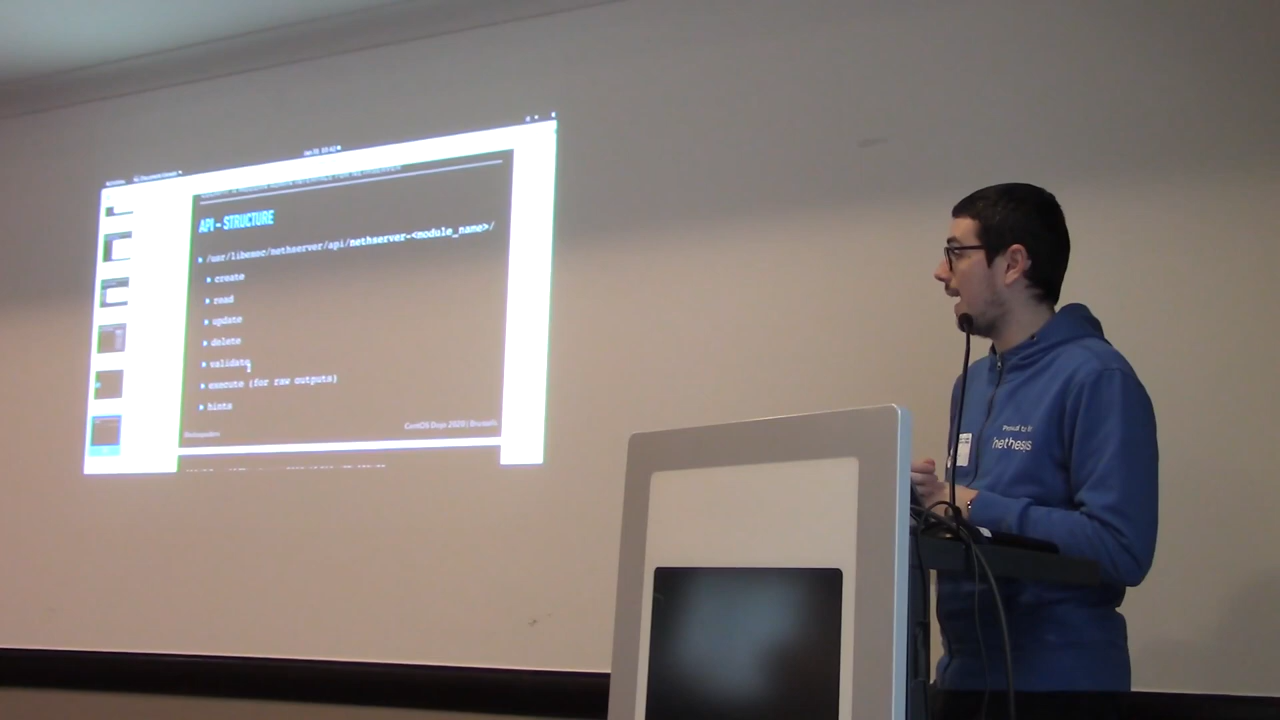 API - STRUCTURE
/usr/libexec/nethserver/api/nethserver-<module_name>/
create
read
update
delete
validate
execute (for raw outputs)
hints
CentOS Dojo 2020 | Brussels
Proud to be
nethesis